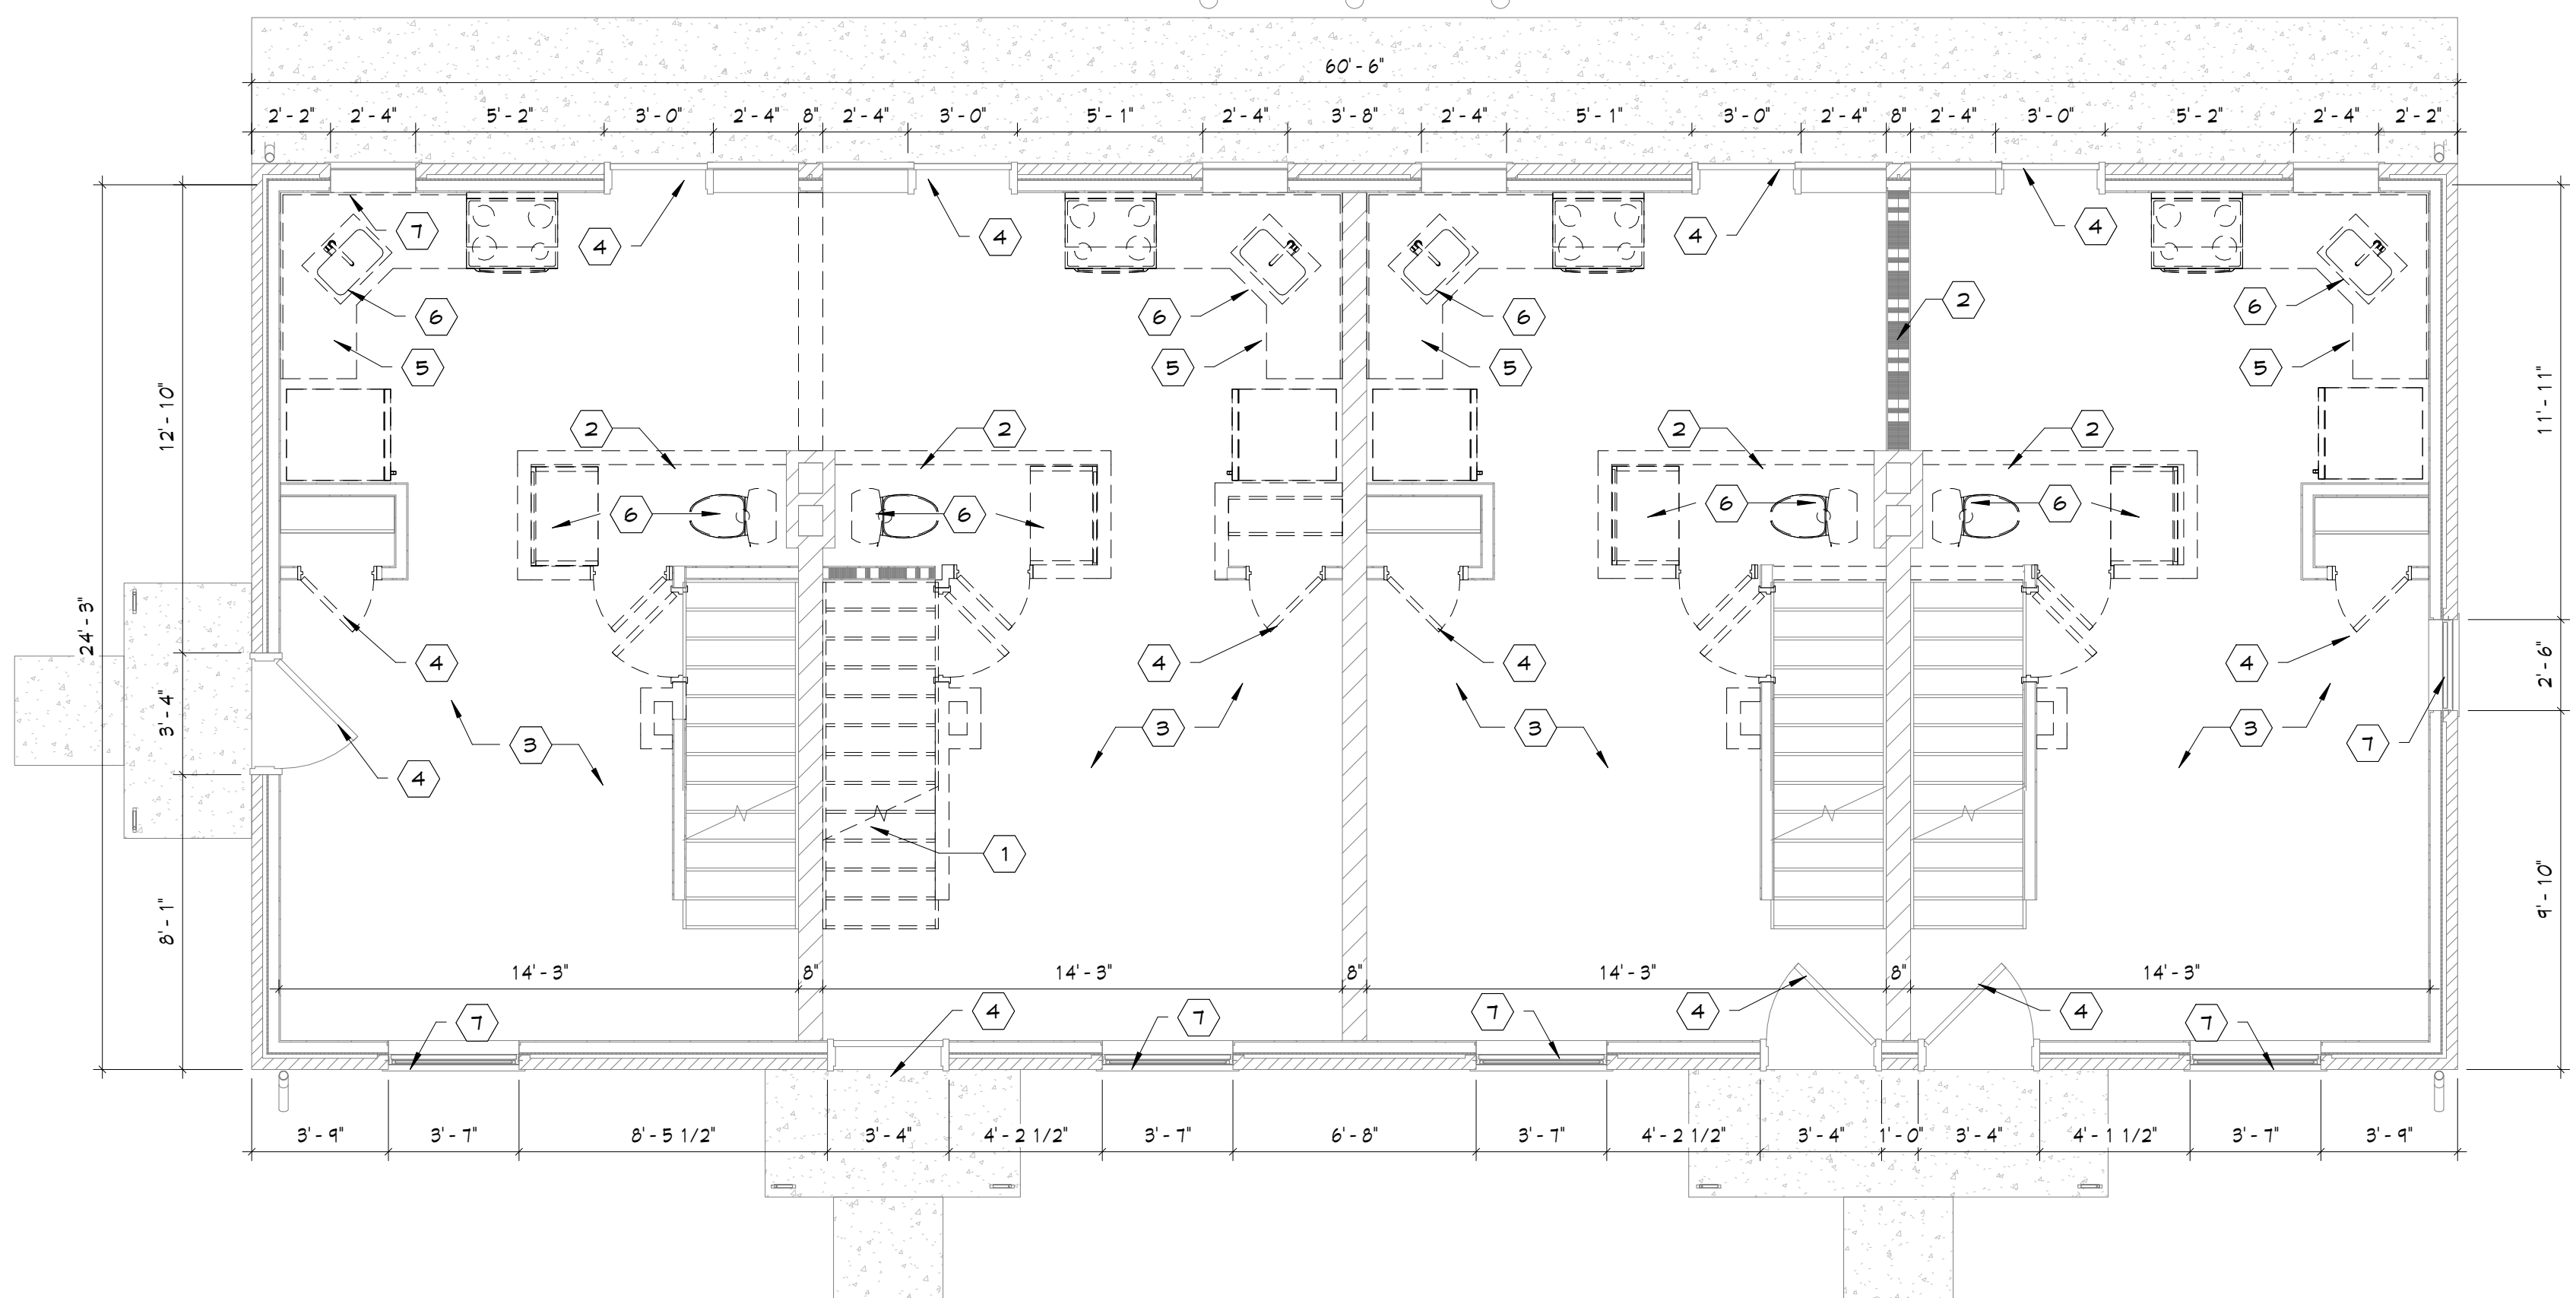 60'- 6"
2'- 2" 2'- 4" 5'- 2" 3'- 0" 2'- 4" 8" 2'- 4" 3'- 0" 5'- 1" 2'- 4" 3'- 8" 2'- 4" 5'- 1" 3'- 0" 2'- 4" 8" 2'- 4" 3'- 0" 5'- 2" 2'- 4" 2'- 2"
7 4 4 4 4
2
6 6 6 6
5 5 5 5
12'- 10" 11'- 11"
2 2 2 2
6 6 6 6
24'- 3"
4 4 4 4
2'- 6"
3'- 4"
3 3 3 3
7
4
1
8'- 1" 9'- 10"
14'- 3" 8" 14'- 3" 8" 14'- 3" 8" 14'- 3"
7 4 7 7 4 4 7
3'- 9" 3'- 7" 8'- 5 1/2" 3'- 4" 4'- 2 1/2" 3'- 7" 6'- 8" 3'- 7" 4'- 2 1/2" 3'- 4" 1'- 0" 3'- 4" 4'- 1 1/2" 3'- 7" 3'- 9"